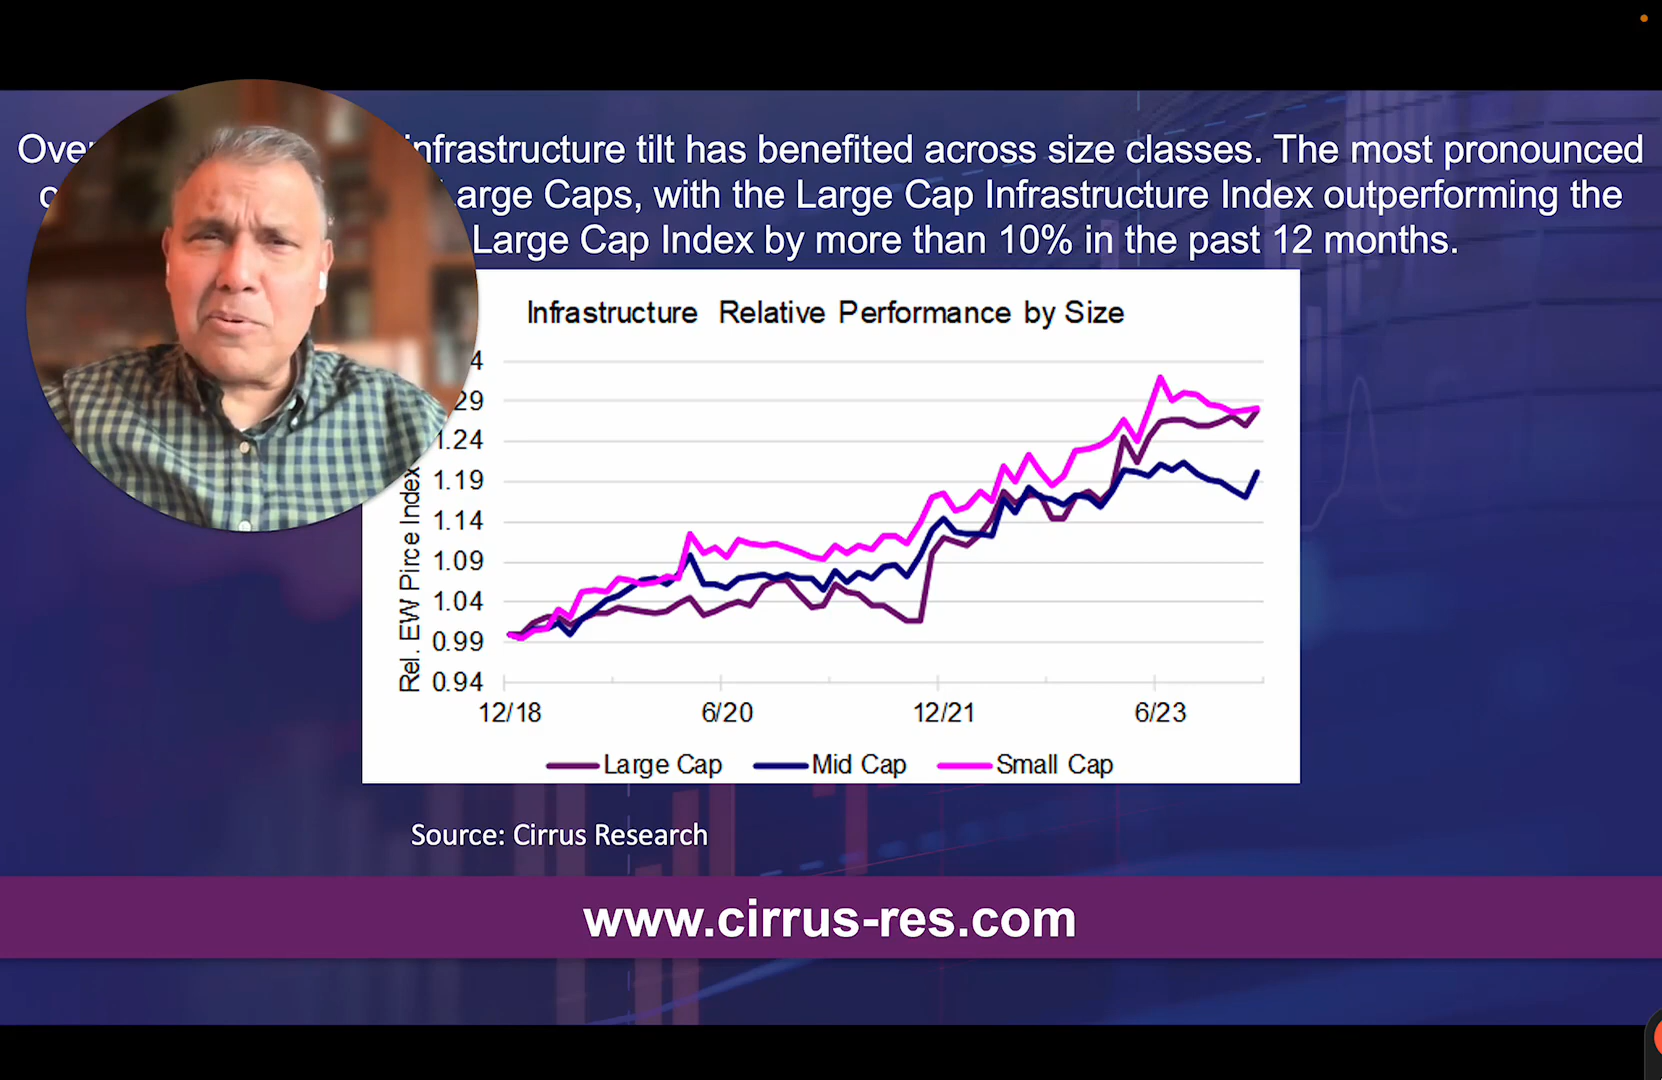 infrastructure tilt has benefited across size classes. The most pronounced
Large Caps, with the Large Cap Infrastructure Index outperforming the
Large Cap Index by more than 10% in the past 12 months.
Infrastructure Relative Performance by Size
Rel. EW Pirce Index
29
1.24
1.19
1.14
1.09
1.04
0.99
0.94
12/18 6/20 12/21 6/23
Large Cap Mid Cap Small Cap
Source: Cirrus Research
www.cirrus-res.com